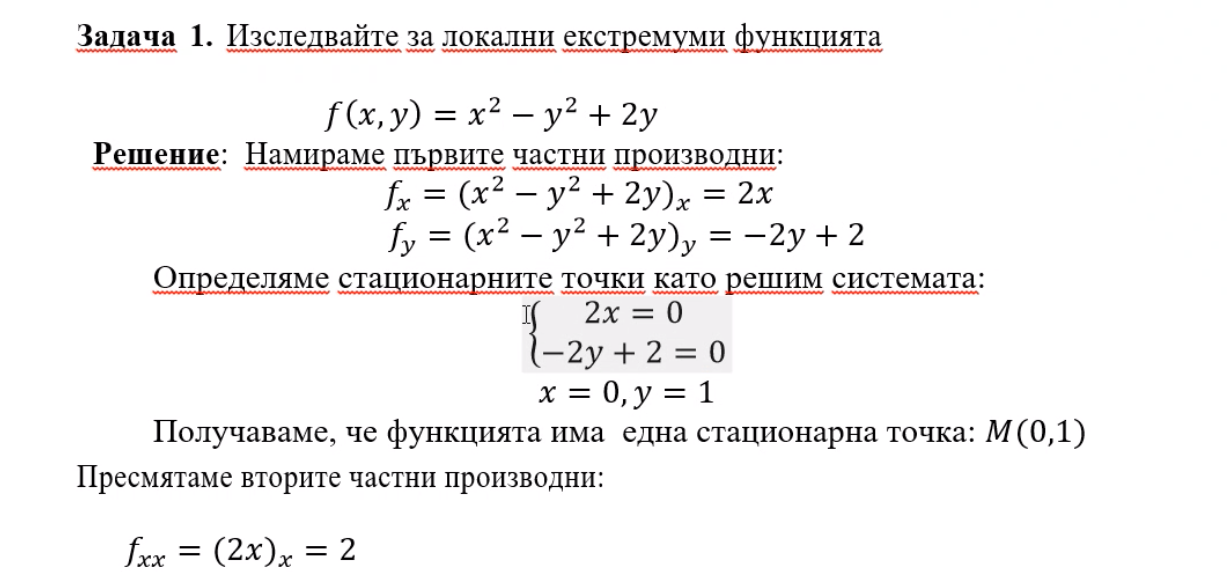 Задача 1. Изследвайте за локални екстремуми функцията
f(x, y) = x² − y² + 2y
Решение: Намираме първите частни производни:
fₓ = (x² − y² + 2y)ₓ = 2x
f_y = (x² − y² + 2y)_y = −2y + 2
Определяме стационарните точки като решим системата:
{ 2x = 0
−2y + 2 = 0
x = 0, y = 1
Получаваме, че функцията има една стационарна точка: M(0,1)
Пресмятаме вторите частни производни:
fₓₓ = (2x)ₓ = 2